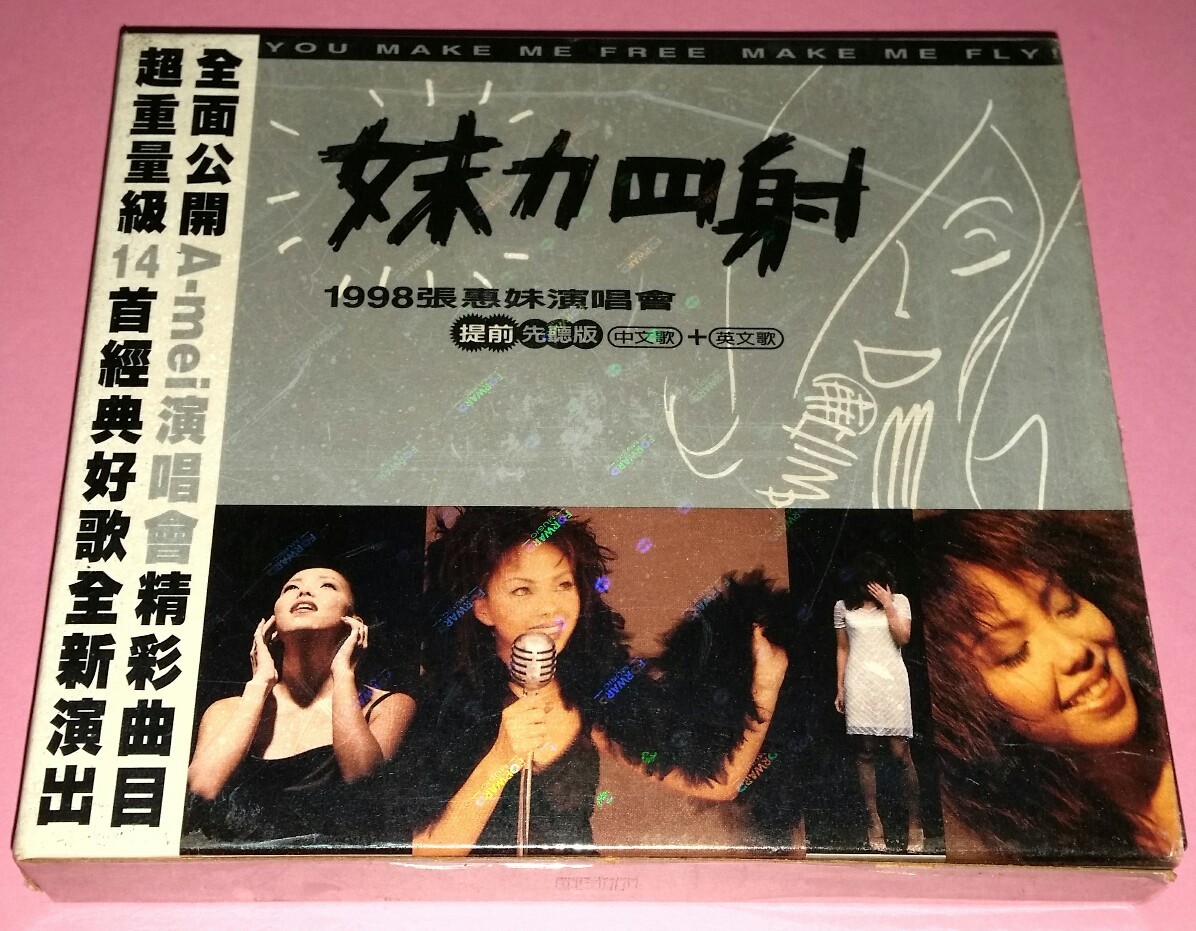 YOU MAKE ME FREE MAKE ME FLY
全面公開A-mei演唱會精彩曲目
超重量級14首經典好歌全新演出
妹力四射
1998張惠妹演唱會
提前先聽版 中文歌+英文歌
FORWARD